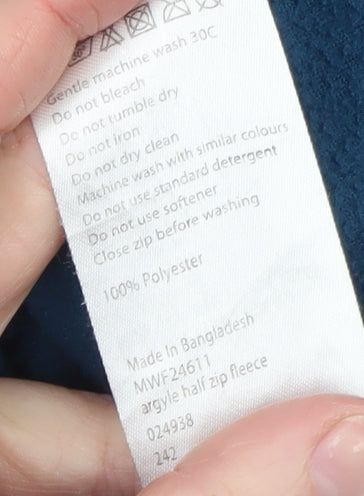 Gentle machine wash 30C
Do not bleach
Do not tumble dry
Do not iron
Do not dry clean
Machine wash with similar colours
Do not use standard detergent
Do not use softener
Close zip before washing
100% Polyester
Made In Bangladesh
MWF24611
argyle half zip fleece
024938
242